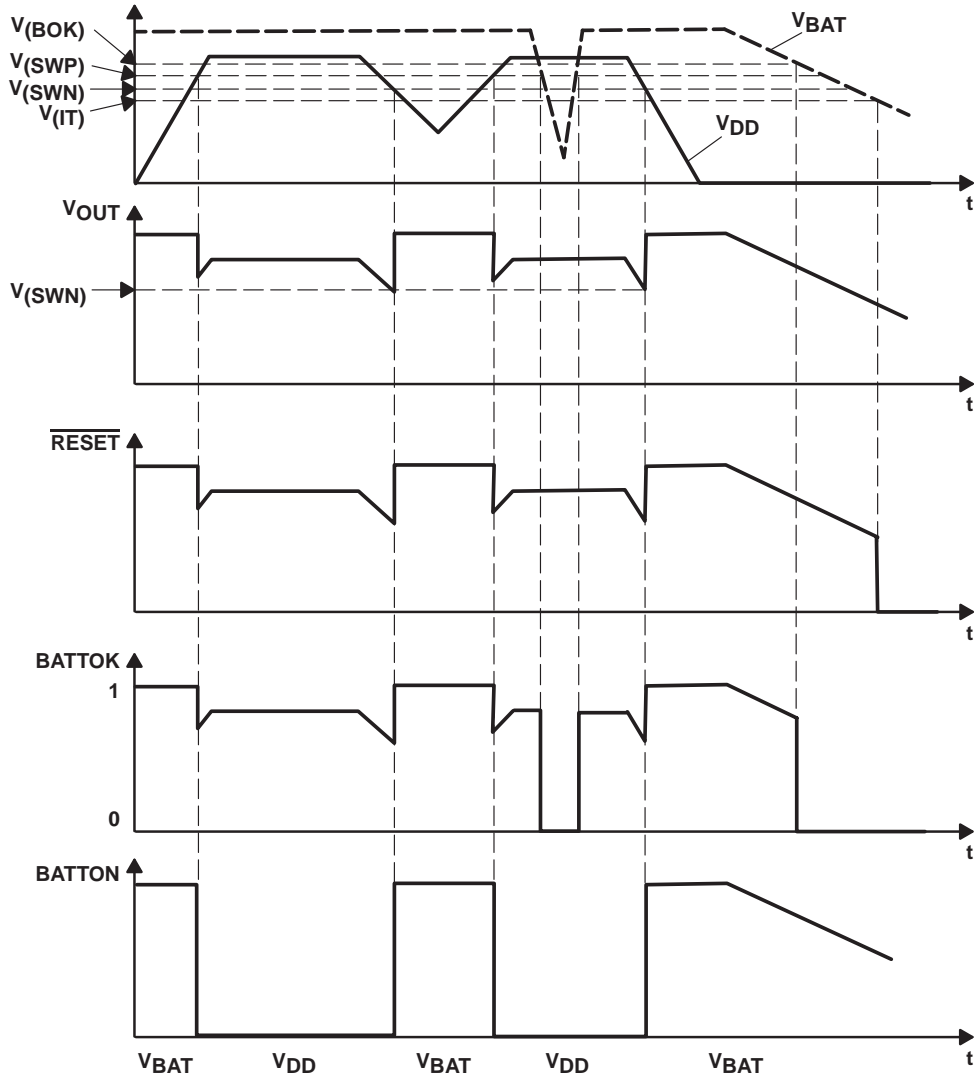 V(BOK)
V(SWP)
V(SWN)
V(IT)
VBAT
VDD
t
VOUT
V(SWN)
t
RESET
t
BATTOK
1
0
t
BATTON
t
VBAT VDD VBAT VDD VBAT